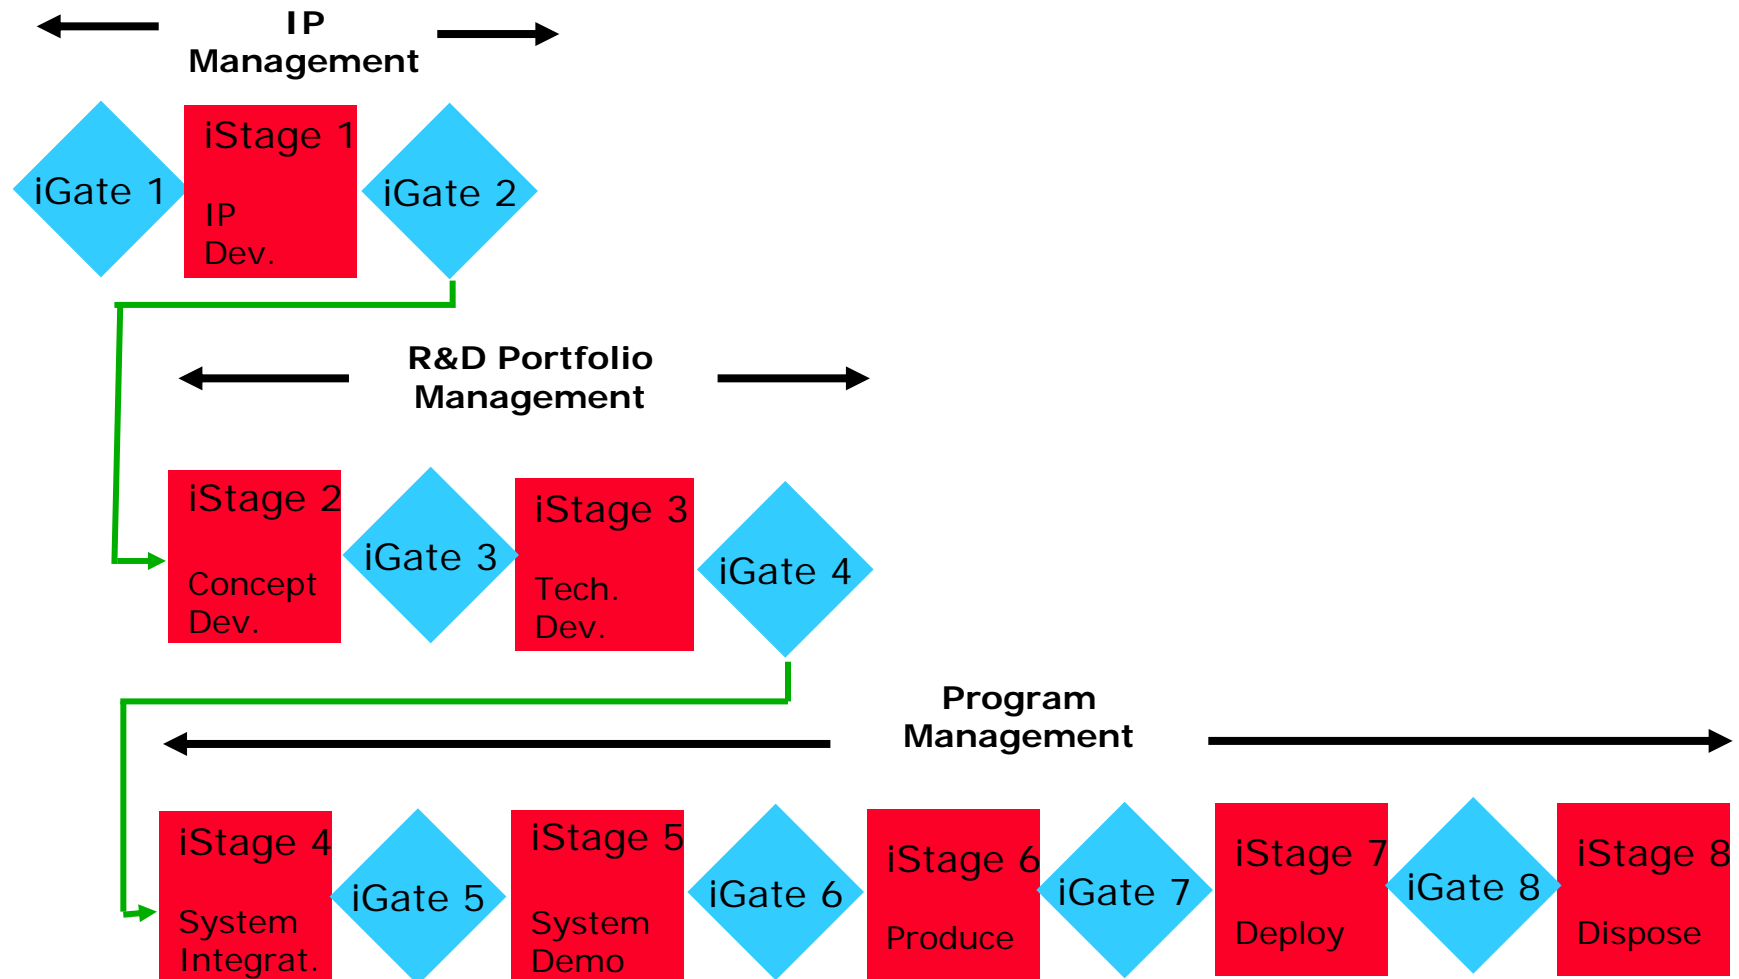 IP
Management
iGate 1
iStage 1
IP
Dev.
iGate 2
R&D Portfolio
Management
iStage 2
Concept
Dev.
iGate 3
iStage 3
Tech.
Dev.
iGate 4
Program
Management
iStage 4
System
Integrat.
iGate 5
iStage 5
System
Demo
iGate 6
iStage 6
Produce
iGate 7
iStage 7
Deploy
iGate 8
iStage 8
Dispose